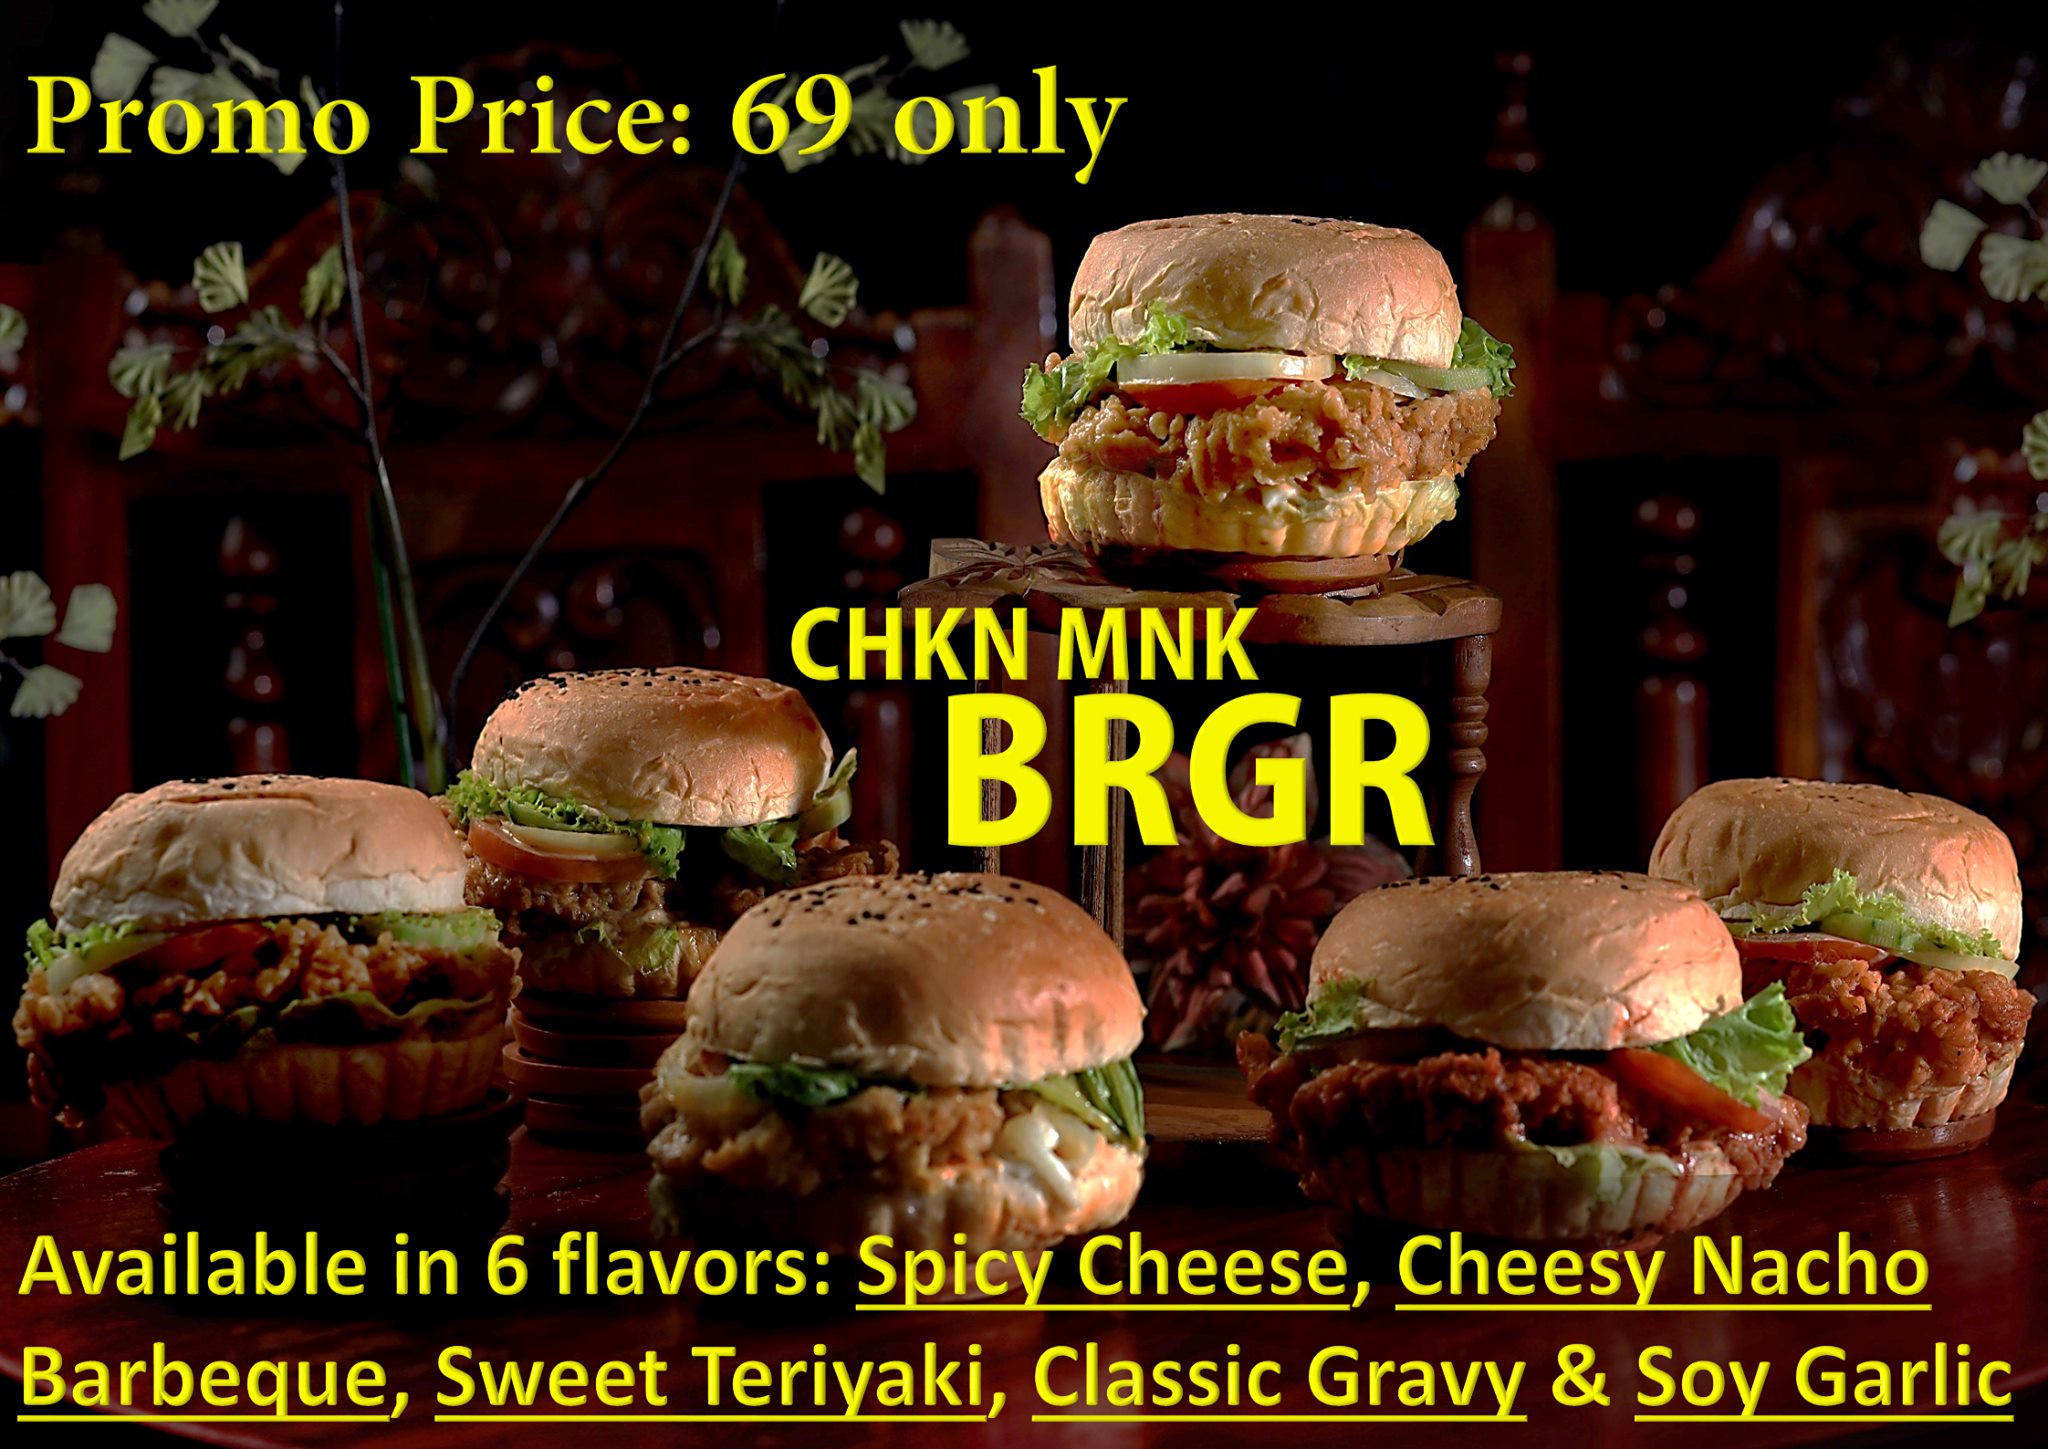 Promo Price: 69 only
CHKN MNK
BRGR
Available in 6 flavors: Spicy Cheese, Cheesy Nacho
Barbeque, Sweet Teriyaki, Classic Gravy & Soy Garlic